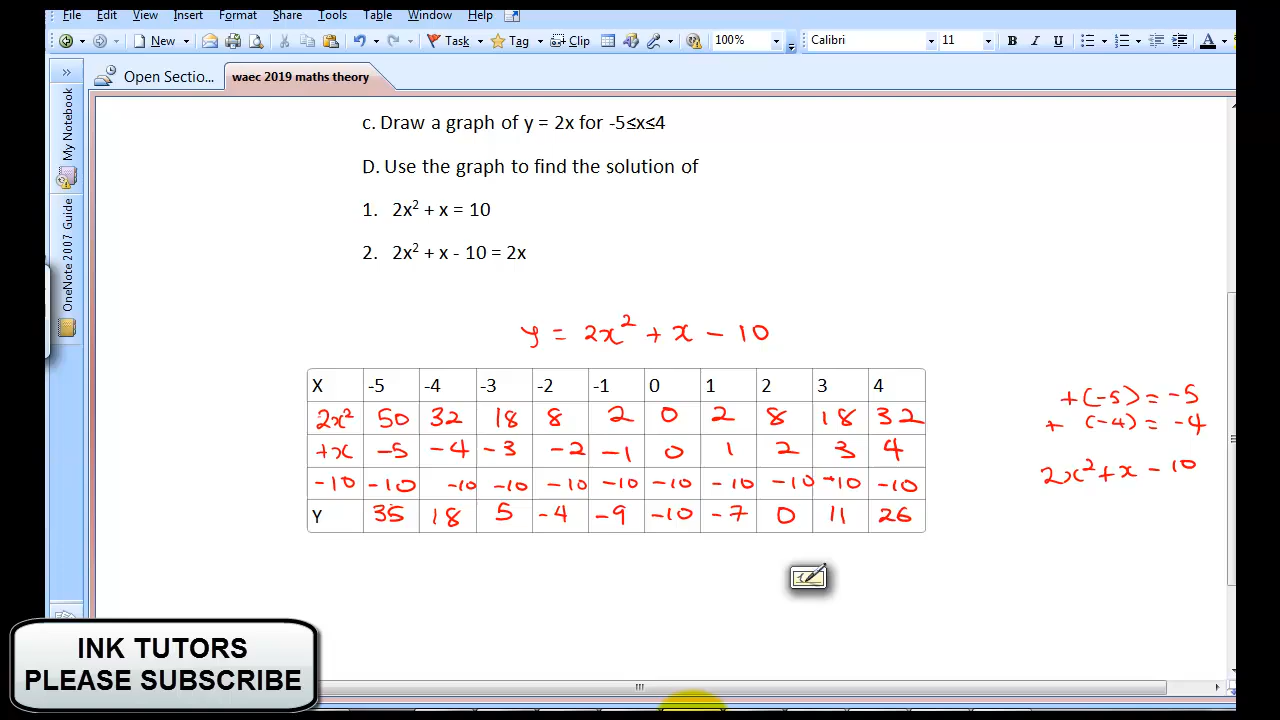 File Edit View Insert Format Share Tools Table Window Help
New Task Tag Clip 100% Calibri 11 B I U A
» Open Sectio... waec 2019 maths theory
My Notebook
OneNote 2007 Guide
c. Draw a graph of y = 2x for -5≤x≤4
D. Use the graph to find the solution of
1. 2x² + x = 10
2. 2x² + x - 10 = 2x
y = 2x² + x - 10
X -5 -4 -3 -2 -1 0 1 2 3 4
2x² 50 32 18 8 2 0 2 8 18 32
+x -5 -4 -3 -2 -1 0 1 2 3 4
-10 -10 -10 -10 -10 -10 -10 -10 -10 -10 -10
Y 35 18 5 -4 -9 -10 -7 0 11 26
+(-5) = -5
+ (-4) = -4
2x² + x - 10
INK TUTORS
PLEASE SUBSCRIBE